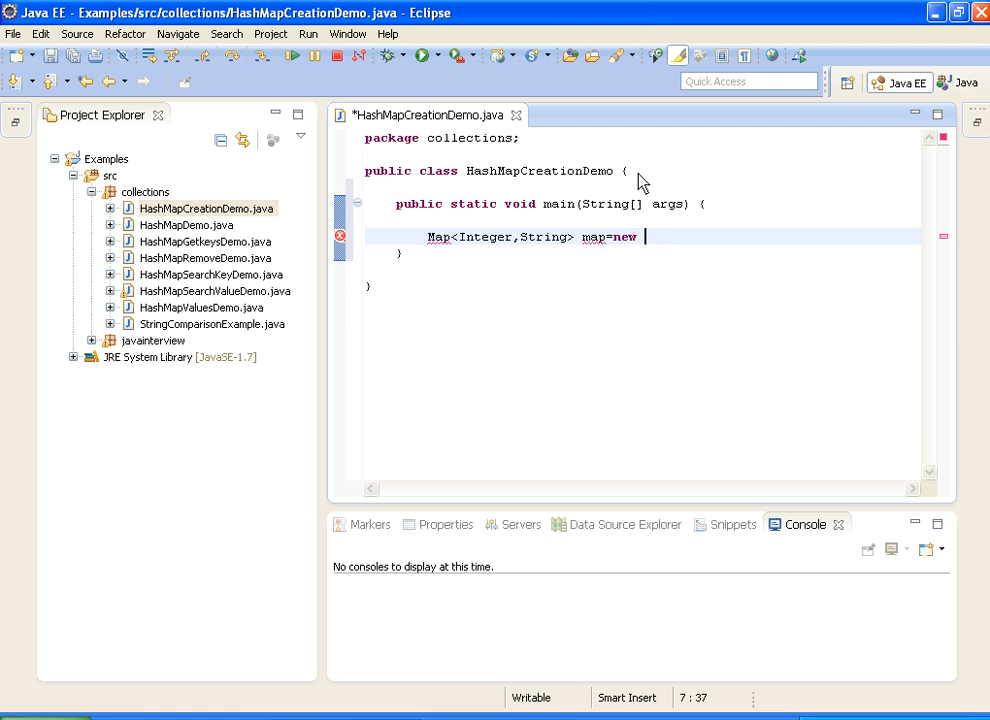 Java EE - Examples/src/collections/HashMapCreationDemo.java - Eclipse
File Edit Source Refactor Navigate Search Project Run Window Help
Quick Access
Java EE
Java
Project Explorer
Examples
src
collections
HashMapCreationDemo.java
HashMapDemo.java
HashMapGetkeysDemo.java
HashMapRemoveDemo.java
HashMapSearchKeyDemo.java
HashMapSearchValueDemo.java
HashMapValuesDemo.java
StringComparisonExample.java
javainterview
JRE System Library [JavaSE-1.7]
*HashMapCreationDemo.java
package collections;
public class HashMapCreationDemo {
public static void main(String[] args) {
Map<Integer,String> map=new
}
}
Markers Properties Servers Data Source Explorer Snippets Console
No consoles to display at this time.
Writable Smart Insert 7 : 37